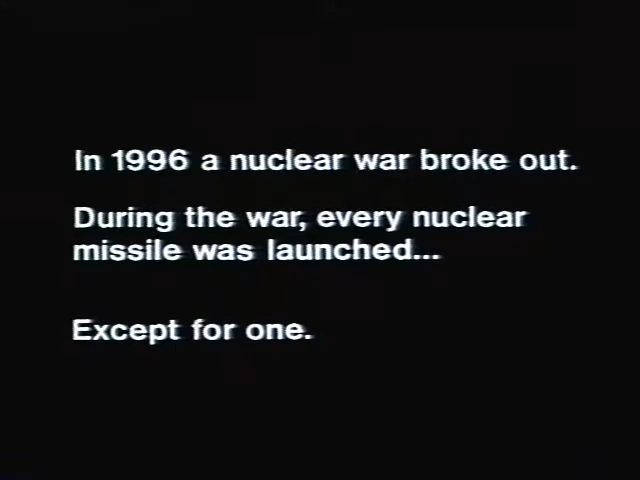 In 1996 a nuclear war broke out.
During the war, every nuclear
missile was launched...
Except for one.